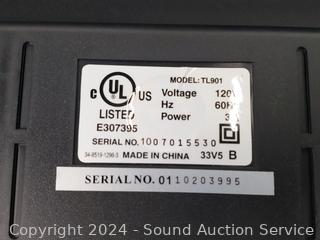 MODEL: TL901
c UL US
Voltage 120V
Hz 60Hz
LISTED
Power
E307395
SERIAL NO. 1007015530
34-8519-1296-3 MADE IN CHINA 33V5 B
SERIAL NO. 0110203995
Copyright 2024 - Sound Auction Service